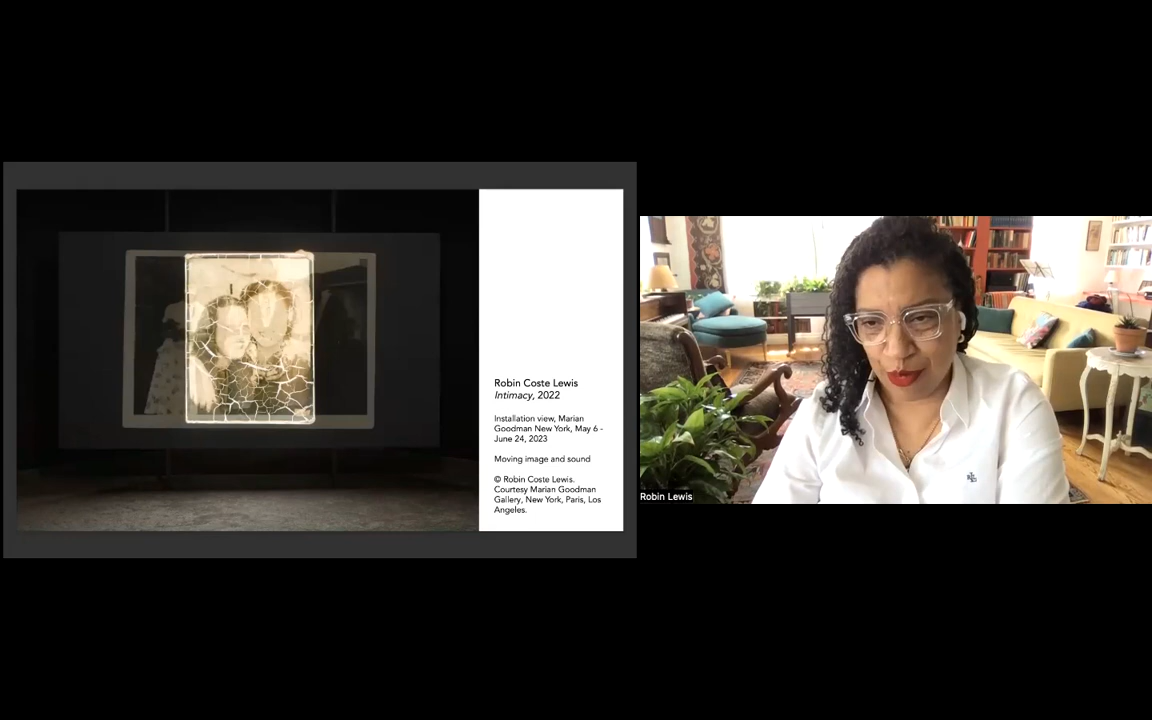 Robin Coste Lewis
Intimacy, 2022
Installation view, Marian
Goodman New York, May 6 -
June 24, 2023
Moving image and sound
© Robin Coste Lewis.
Courtesy Marian Goodman
Gallery, New York, Paris, Los
Angeles.
Robin Lewis